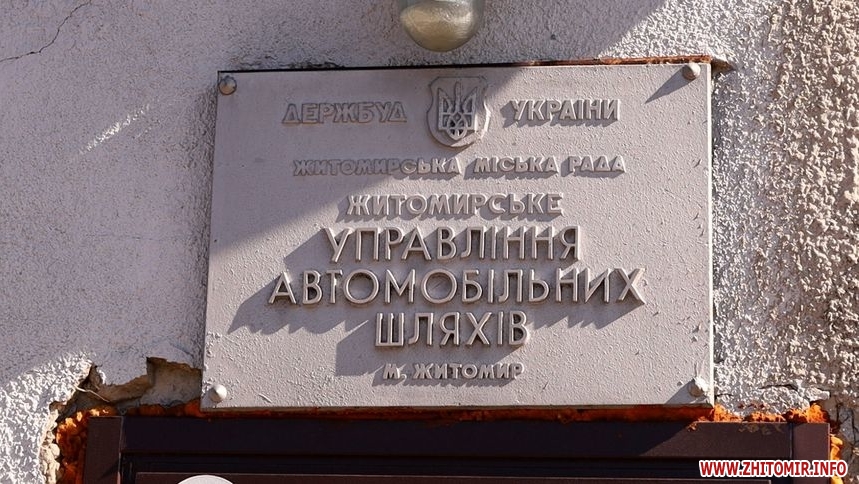 ДЕРЖБУД УКРАЇНИ
ЖИТОМИРСЬКА МІСЬКА РАДА
ЖИТОМИРСЬКЕ
УПРАВЛІННЯ
АВТОМОБІЛЬНИХ
ШЛЯХІВ
М. ЖИТОМИР
WWW.ZHITOMIR.INFO